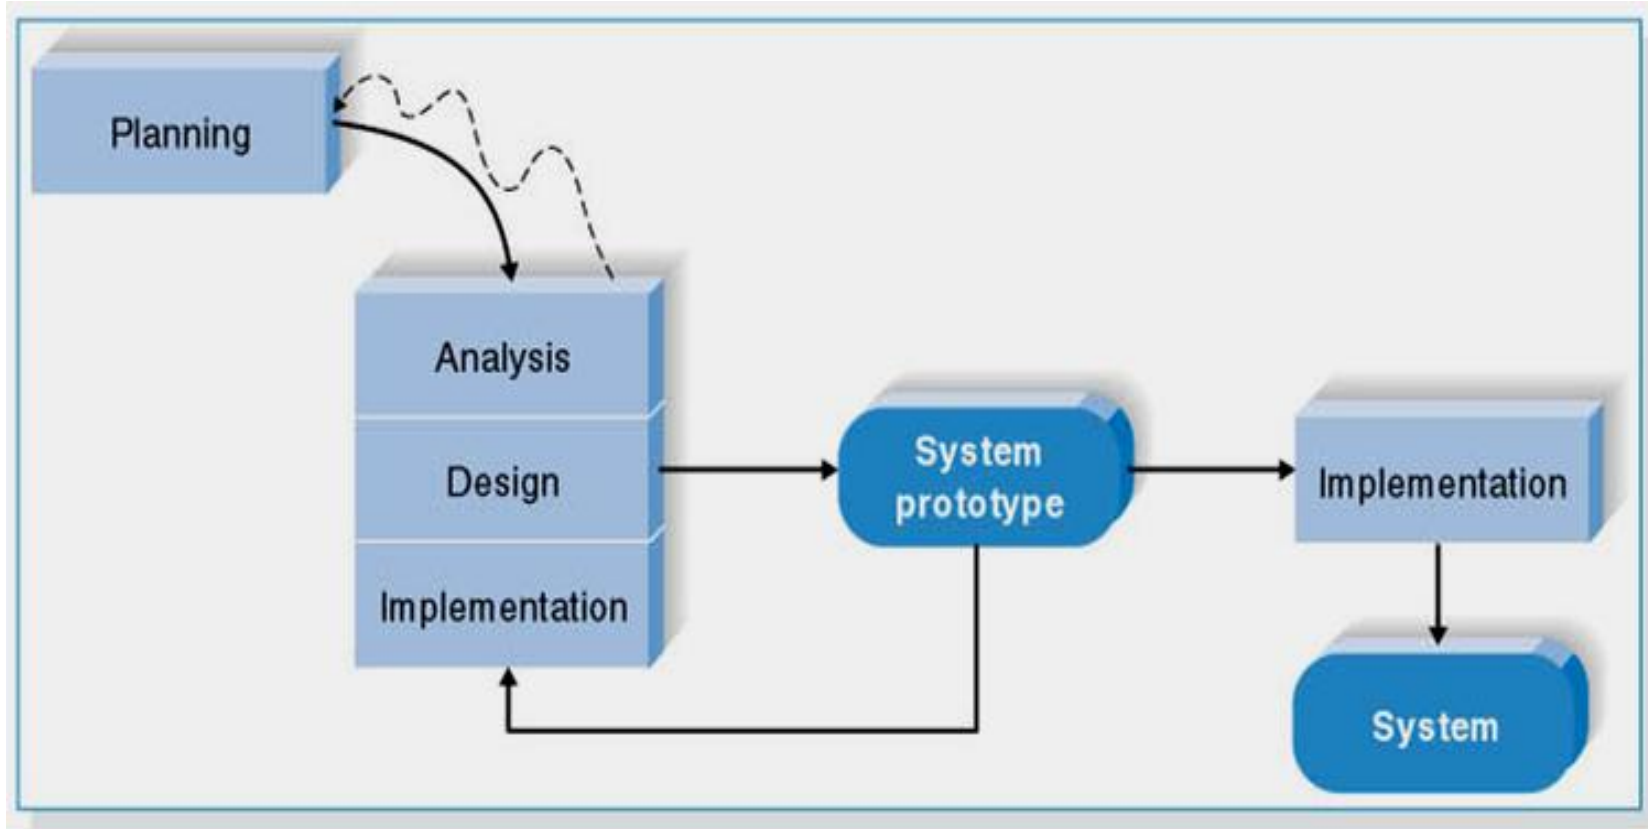 Planning
Analysis
Design
Implementation
System
prototype
Implementation
System